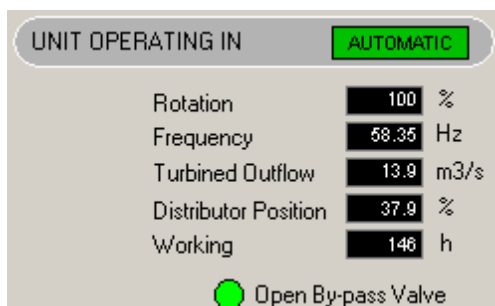 UNIT OPERATING IN AUTOMATIC
Rotation 100 %
Frequency 58.35 Hz
Turbined Outflow 13.9 m3/s
Distributor Position 37.9 %
Working 146 h
Open By-pass Valve